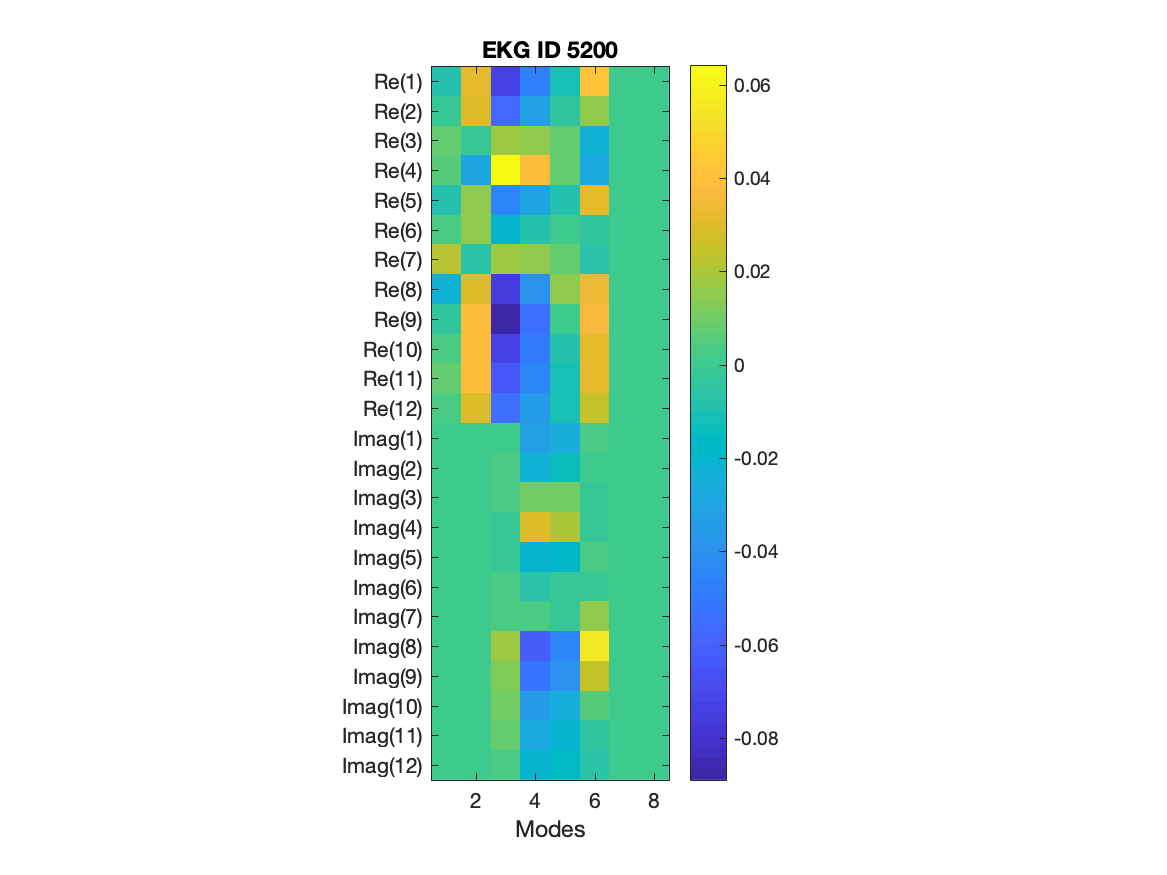 EKG ID 5200
Re(1)
Re(2)
Re(3)
Re(4)
Re(5)
Re(6)
Re(7)
Re(8)
Re(9)
Re(10)
Re(11)
Re(12)
Imag(1)
Imag(2)
Imag(3)
Imag(4)
Imag(5)
Imag(6)
Imag(7)
Imag(8)
Imag(9)
Imag(10)
Imag(11)
Imag(12)
2 4 6 8
Modes
0.06
0.04
0.02
0
-0.02
-0.04
-0.06
-0.08